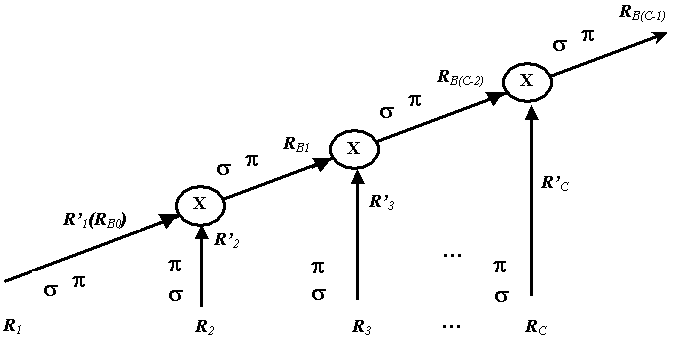 R_B(C-1)
σ π
X
R_B(C-2)
σ π
R_B1
X
σ π
R'_C
R'_3
X
R'_1(R_B0)
R'_2
...
π
π
π
σ π
σ
σ
σ
R_1 R_2 R_3 ... R_C